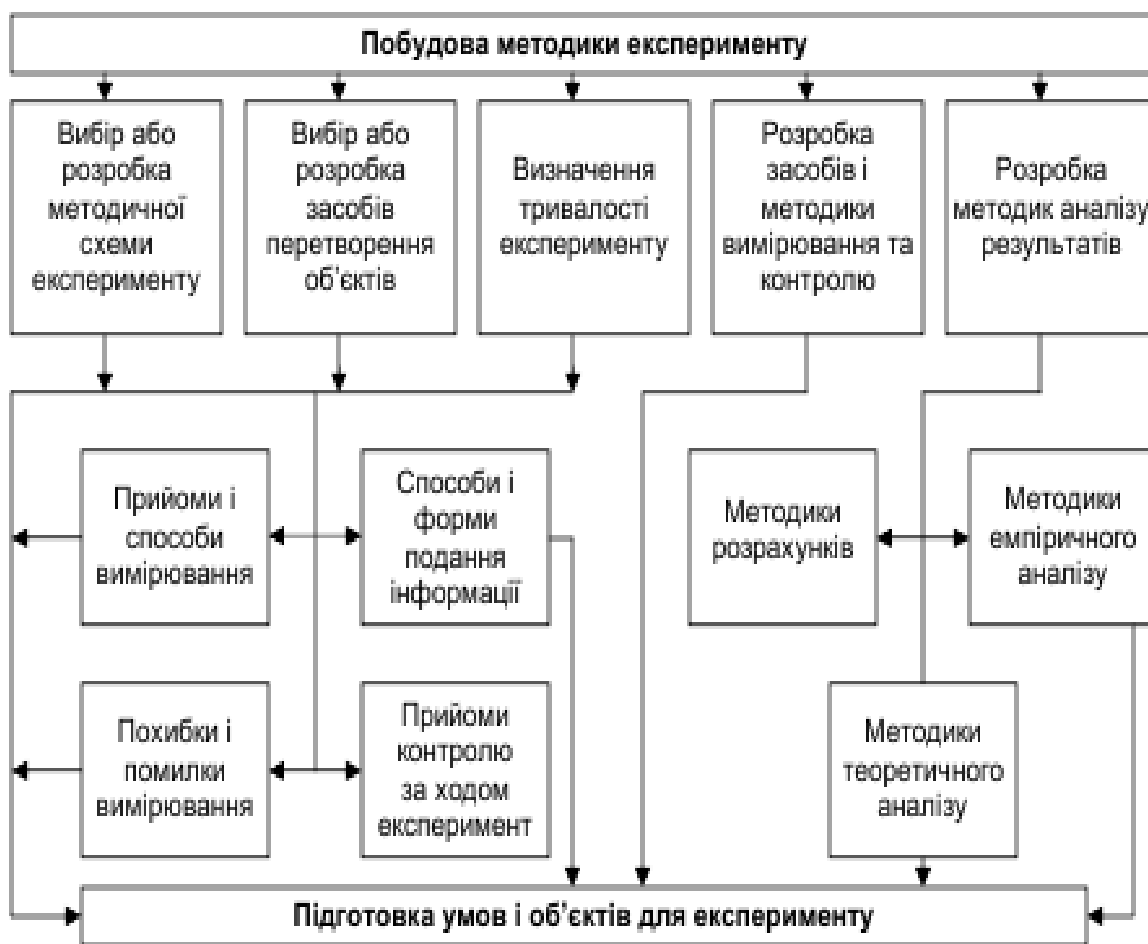 Побудова методики експерименту
Вибір або
розробка
методичної
схеми
експерименту
Вибір або
розробка
засобів
перетворення
об’єктів
Визначення
тривалості
експерименту
Розробка
засобів і
методики
вимірювання та
контролю
Розробка
методик аналізу
результатів
Прийоми і
способи
вимірювання
Способи і
форми
подання
інформації
Методики
розрахунків
Методики
емпіричного
аналізу
Похибки і
помилки
вимірювання
Прийоми
контролю
за ходом
експеримент
Методики
теоретичного
аналізу
Підготовка умов і об’єктів для експерименту